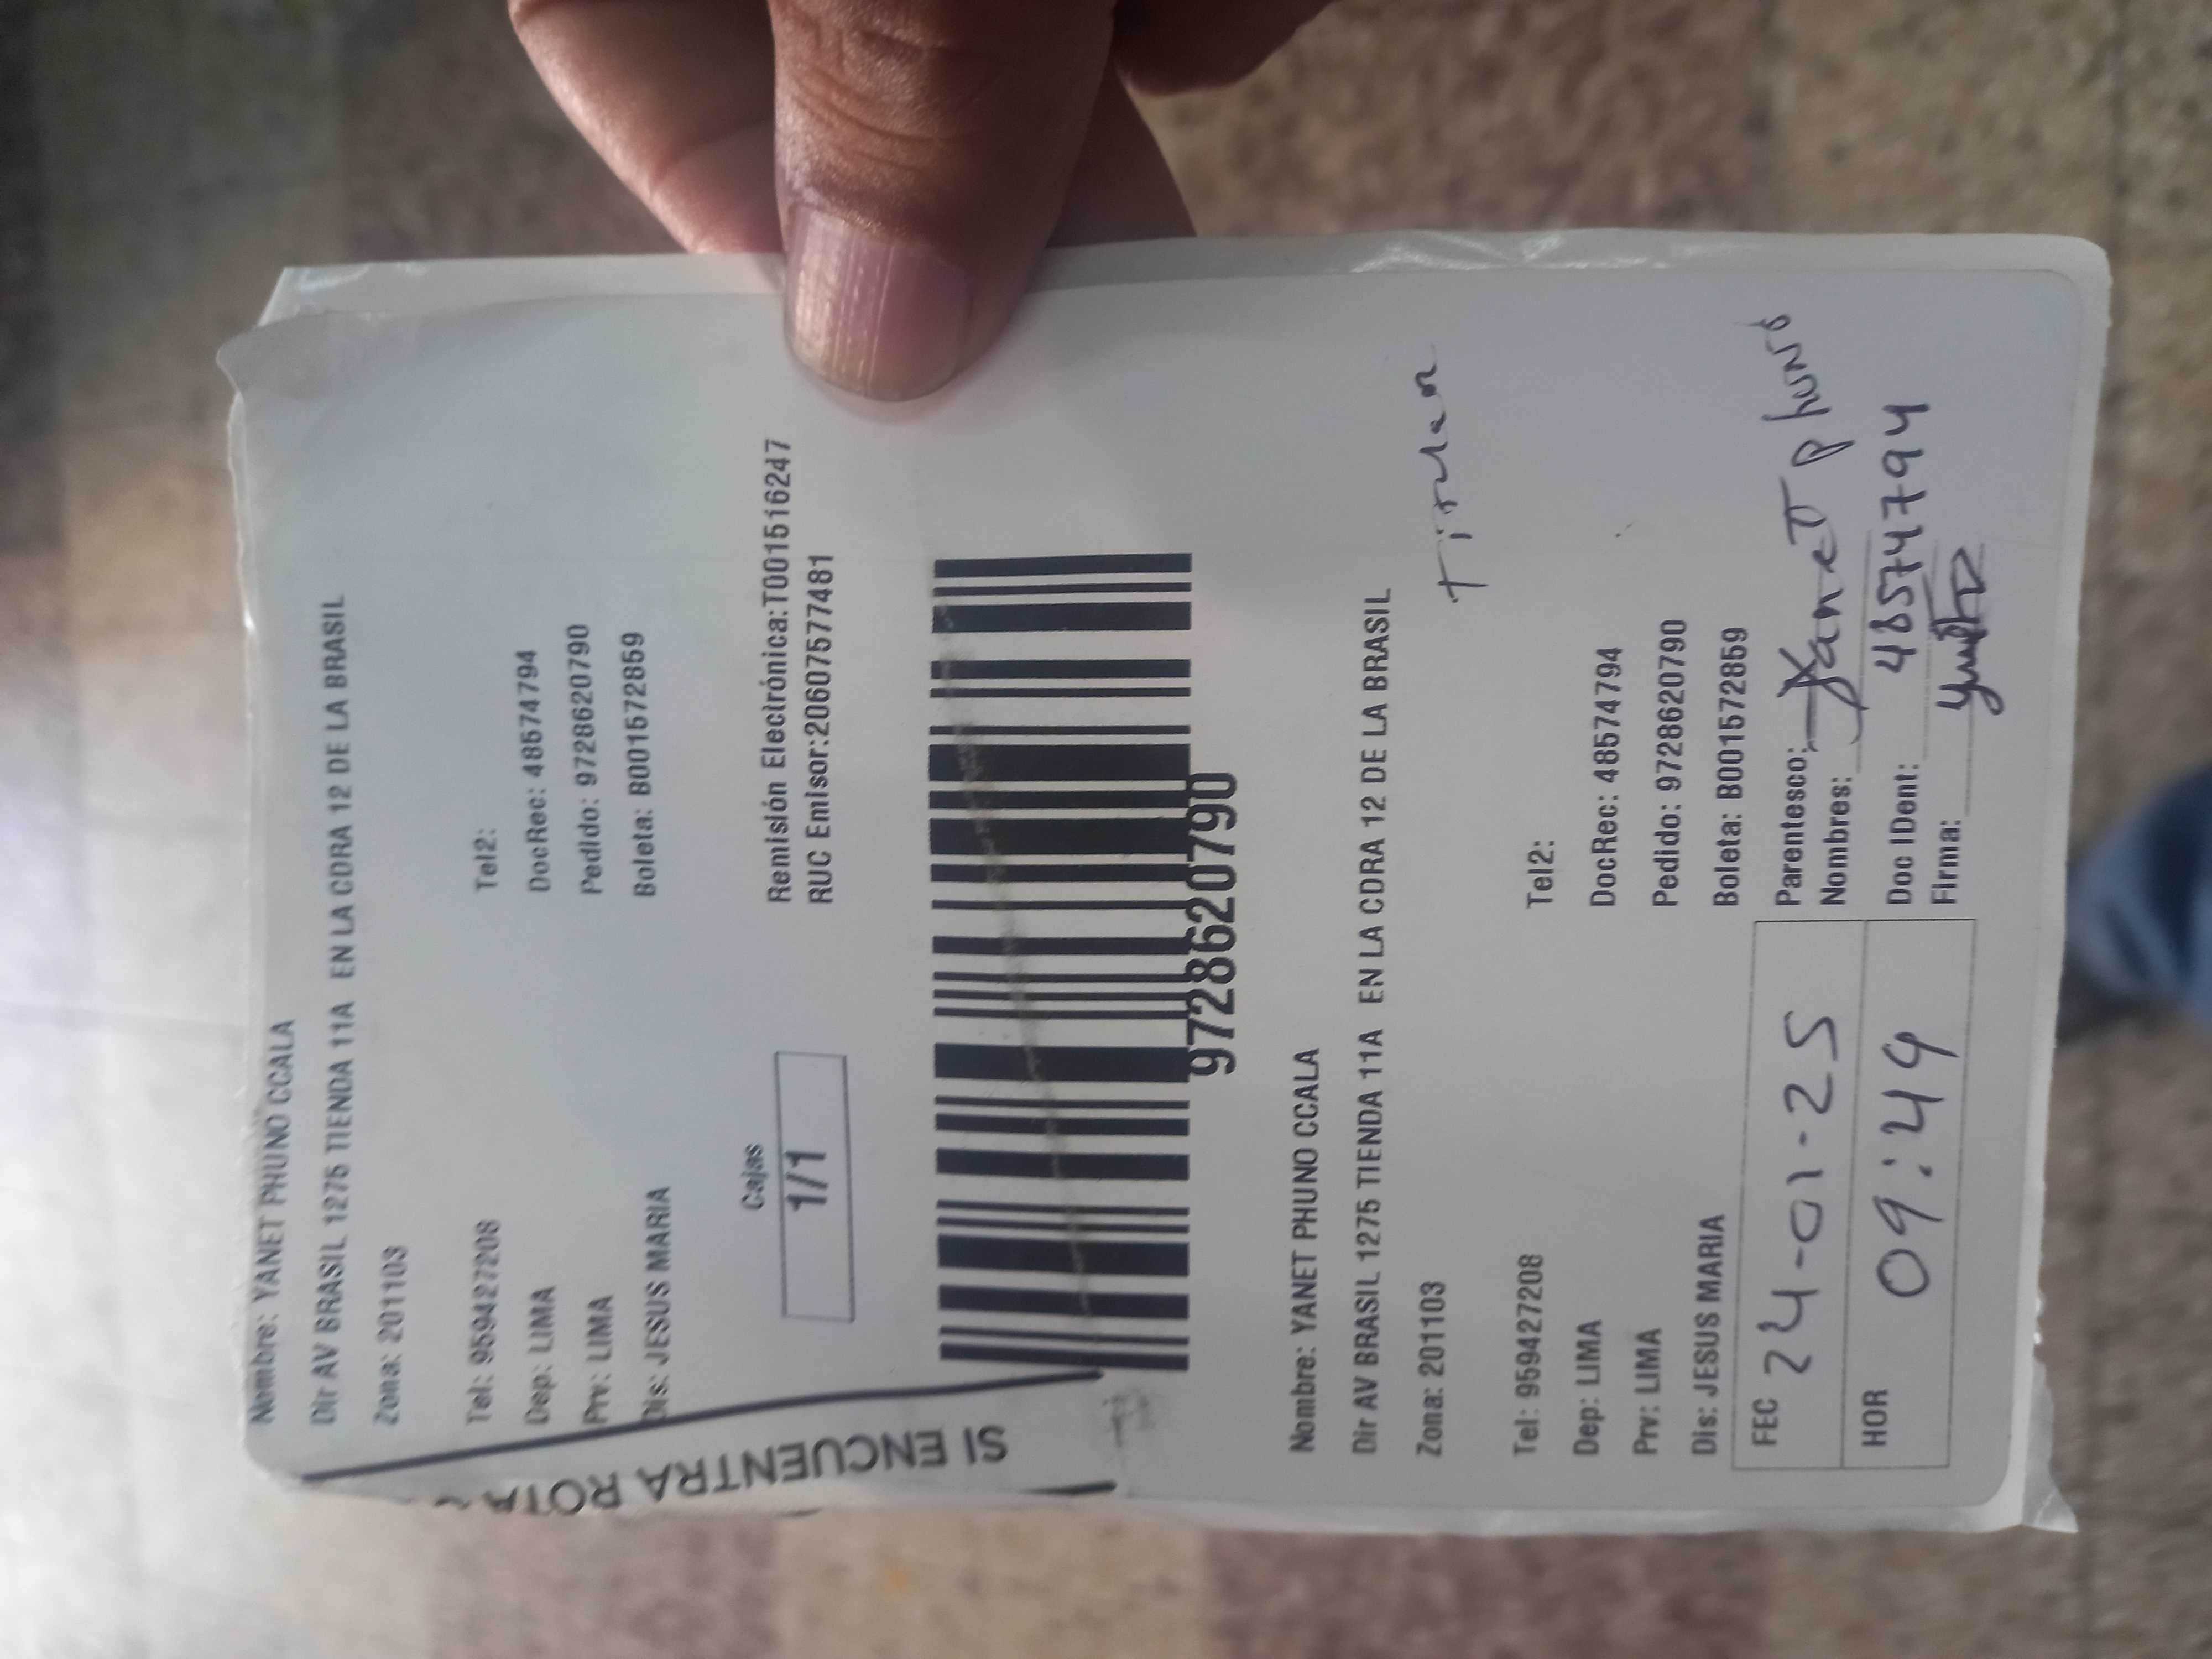 Nombre: YANET PHUNO CCALA
Dir AV BRASIL 1275 TIENDA 11A EN LA CDRA 12 DE LA BRASIL
Zona: 201103
Tel: 959427208 Tel2:
Dep: LIMA DocRec: 48574794
Prv: LIMA Pedido: 97286207​90
Dis: JESUS MARIA Boleta: B001572859
Cajas
1/1
Remisión Electrónica:T001516247
RUC Emisor:20607577481
SI ENCUENTRA ROTA
9728620790
Nombre: YANET PHUNO CCALA
Dir AV BRASIL 1275 TIENDA 11A EN LA CDRA 12 DE LA BRASIL
Zona: 201103
Titular
Tel: 959427208 Tel2:
Dep: LIMA DocRec: 48574794
Prv: LIMA Pedido: 9728620790
Dis: JESUS MARIA Boleta: B001572859
FEC 24-01-25
Parentesco:
Nombres: Yanet phuno
HOR 09:49
Doc IDent: 48574794
Firma: